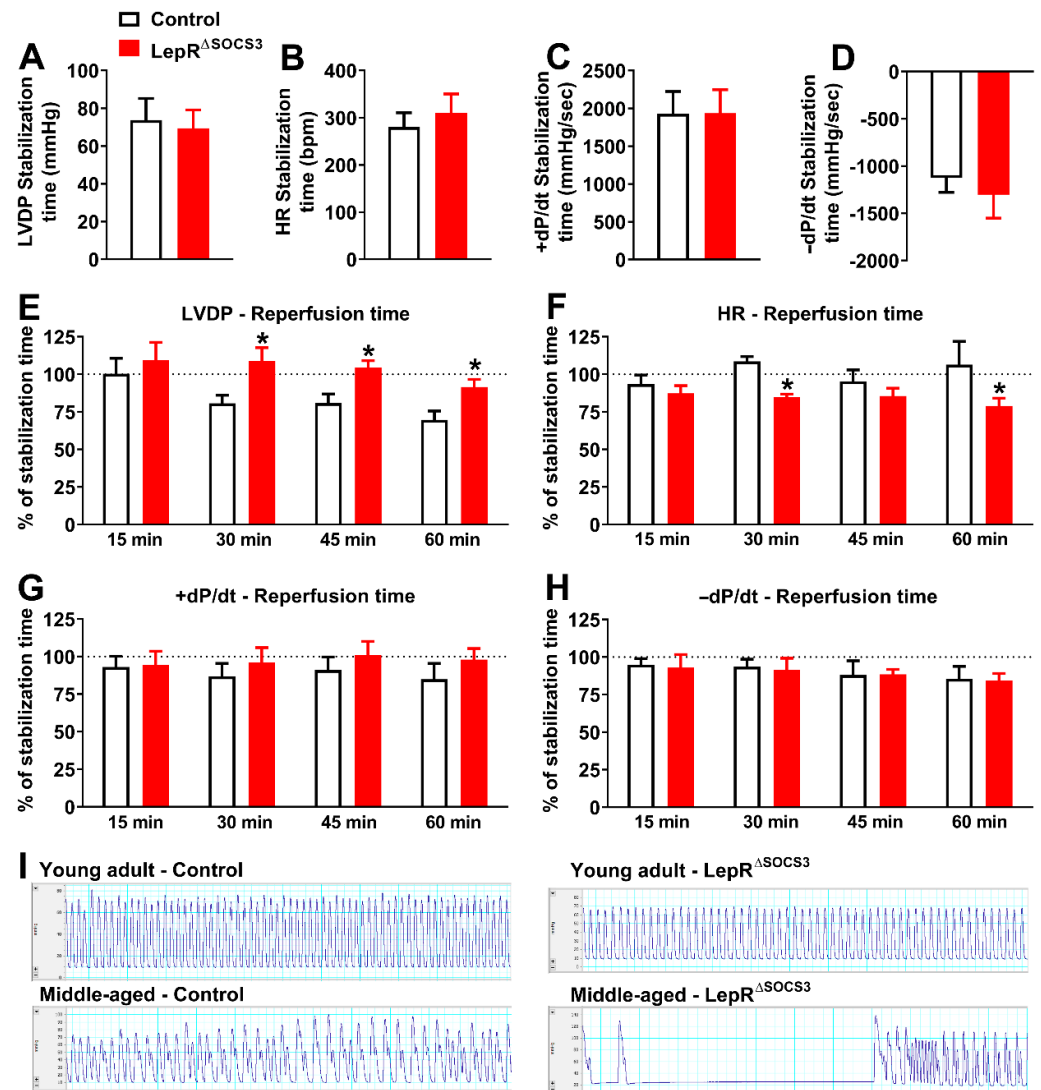 Control
LepR^ΔSOCS3
A
LVDP Stabilization
time (mmHg)
100
80
60
40
20
0
B
HR Stabilization
time (bpm)
400
300
200
100
0
C
+dP/dt Stabilization
time (mmHg/sec)
2500
2000
1500
1000
500
0
D
–dP/dt Stabilization
time (mmHg/sec)
0
-500
-1000
-1500
-2000
E
LVDP - Reperfusion time
% of stabilization time
125
100
75
50
25
0
* * *
15 min 30 min 45 min 60 min
F
HR - Reperfusion time
% of stabilization time
125
100
75
50
25
0
* *
15 min 30 min 45 min 60 min
G
+dP/dt - Reperfusion time
% of stabilization time
125
100
75
50
25
0
15 min 30 min 45 min 60 min
H
–dP/dt - Reperfusion time
% of stabilization time
125
100
75
50
25
0
15 min 30 min 45 min 60 min
I
Young adult - Control
Young adult - LepR^ΔSOCS3
Middle-aged - Control
Middle-aged - LepR^ΔSOCS3